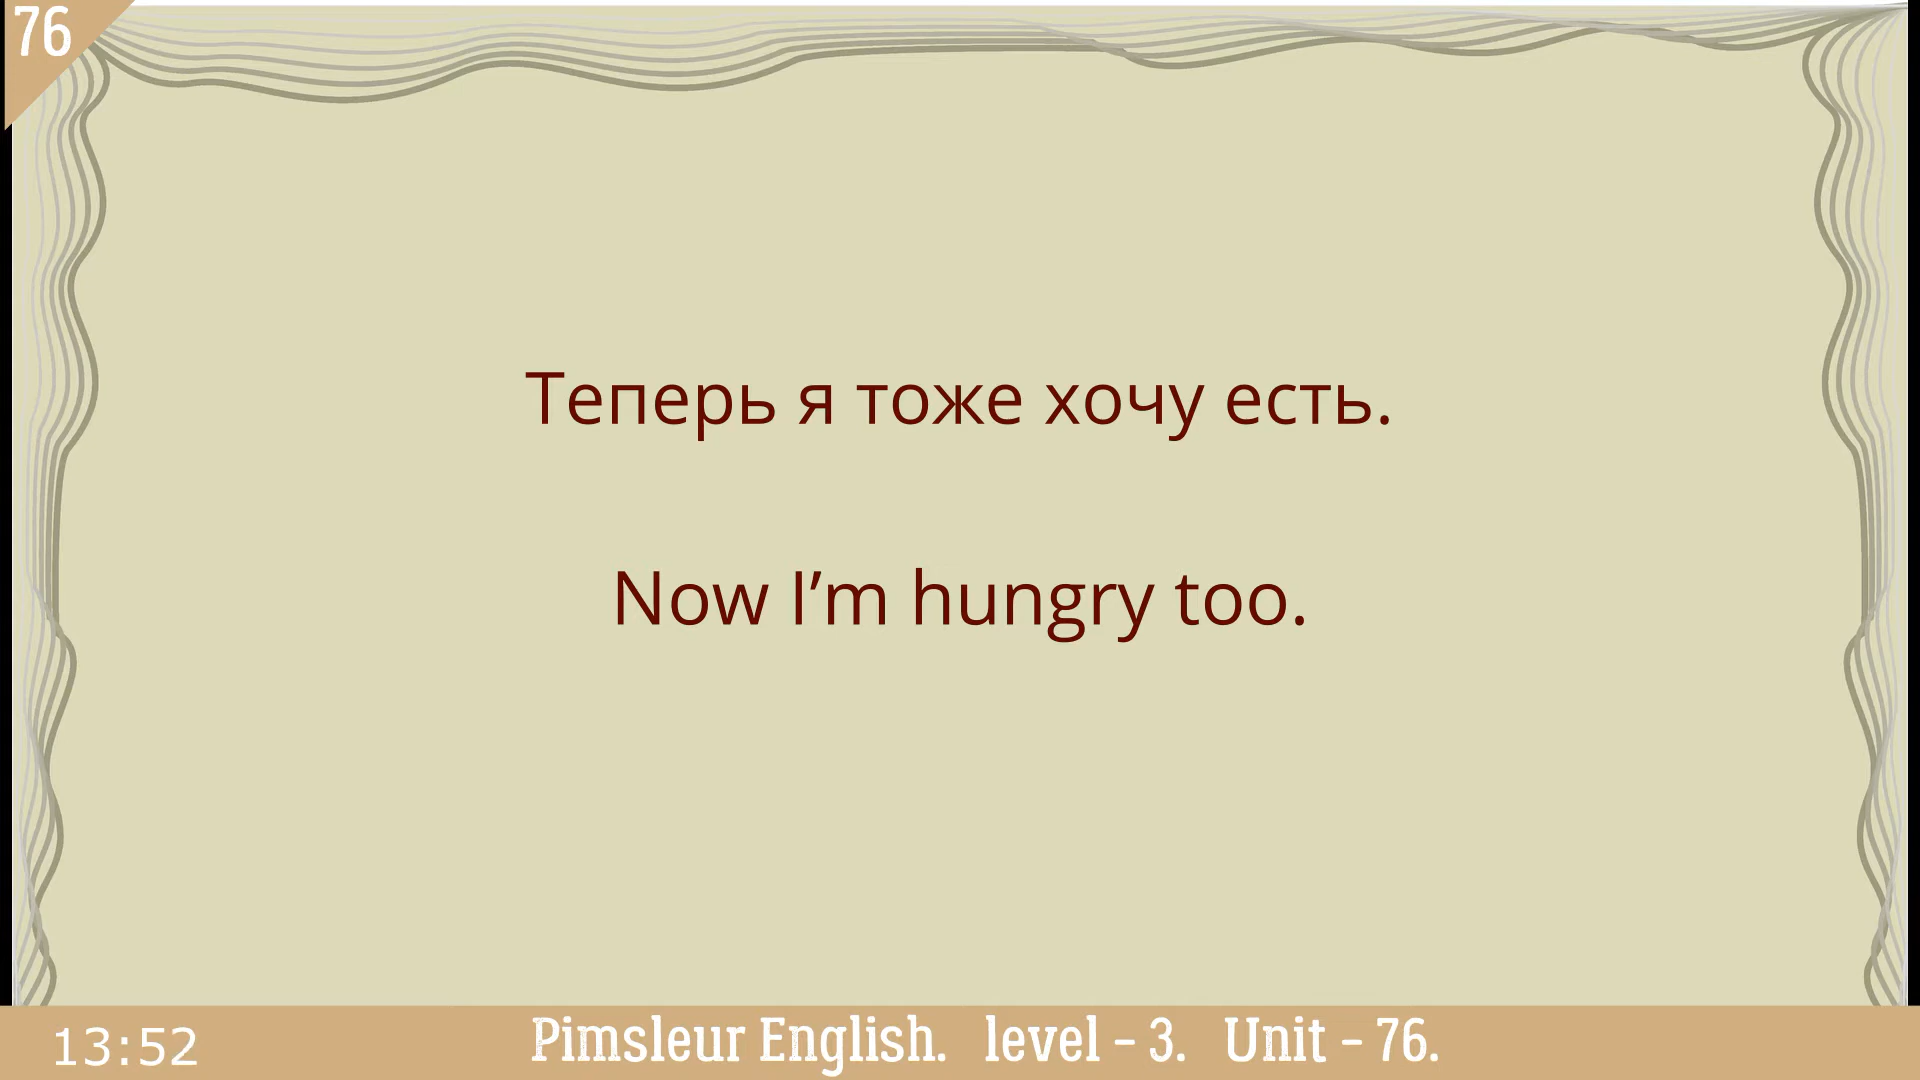 76
Теперь я тоже хочу есть.
Now I’m hungry too.
13:52
Pimsleur English. level – 3. Unit – 76.